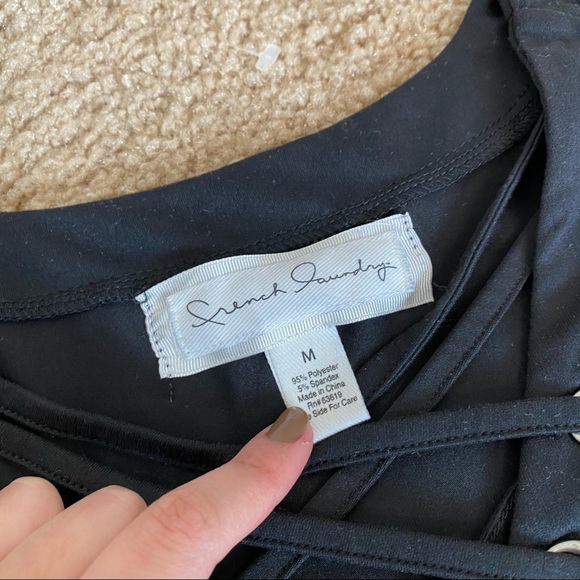 French Laundry
M
95% Polyester
5% Spandex
Made in China
Rn# 63619
Side For Care